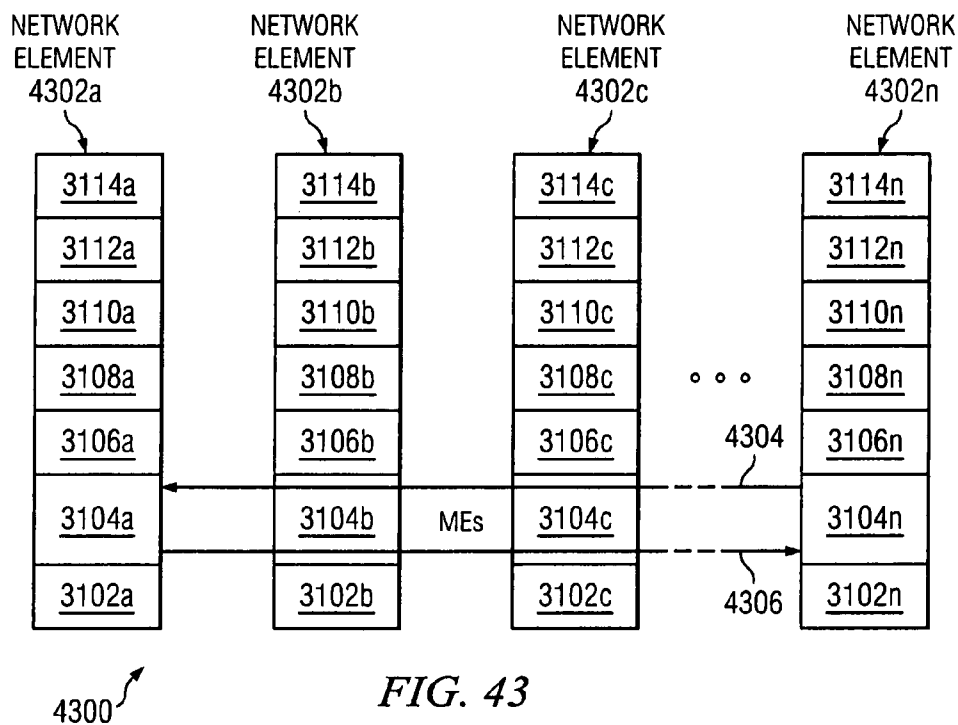 NETWORK ELEMENT 4302a
NETWORK ELEMENT 4302b
NETWORK ELEMENT 4302c
NETWORK ELEMENT 4302n
3114a 3114b 3114c 3114n
3112a 3112b 3112c 3112n
3110a 3110b 3110c 3110n
3108a 3108b 3108c 3108n
3106a 3106b 3106c 4304 3106n
3104a 3104b MEs 3104c 3104n
3102a 3102b 3102c 4306 3102n
4300
FIG. 43